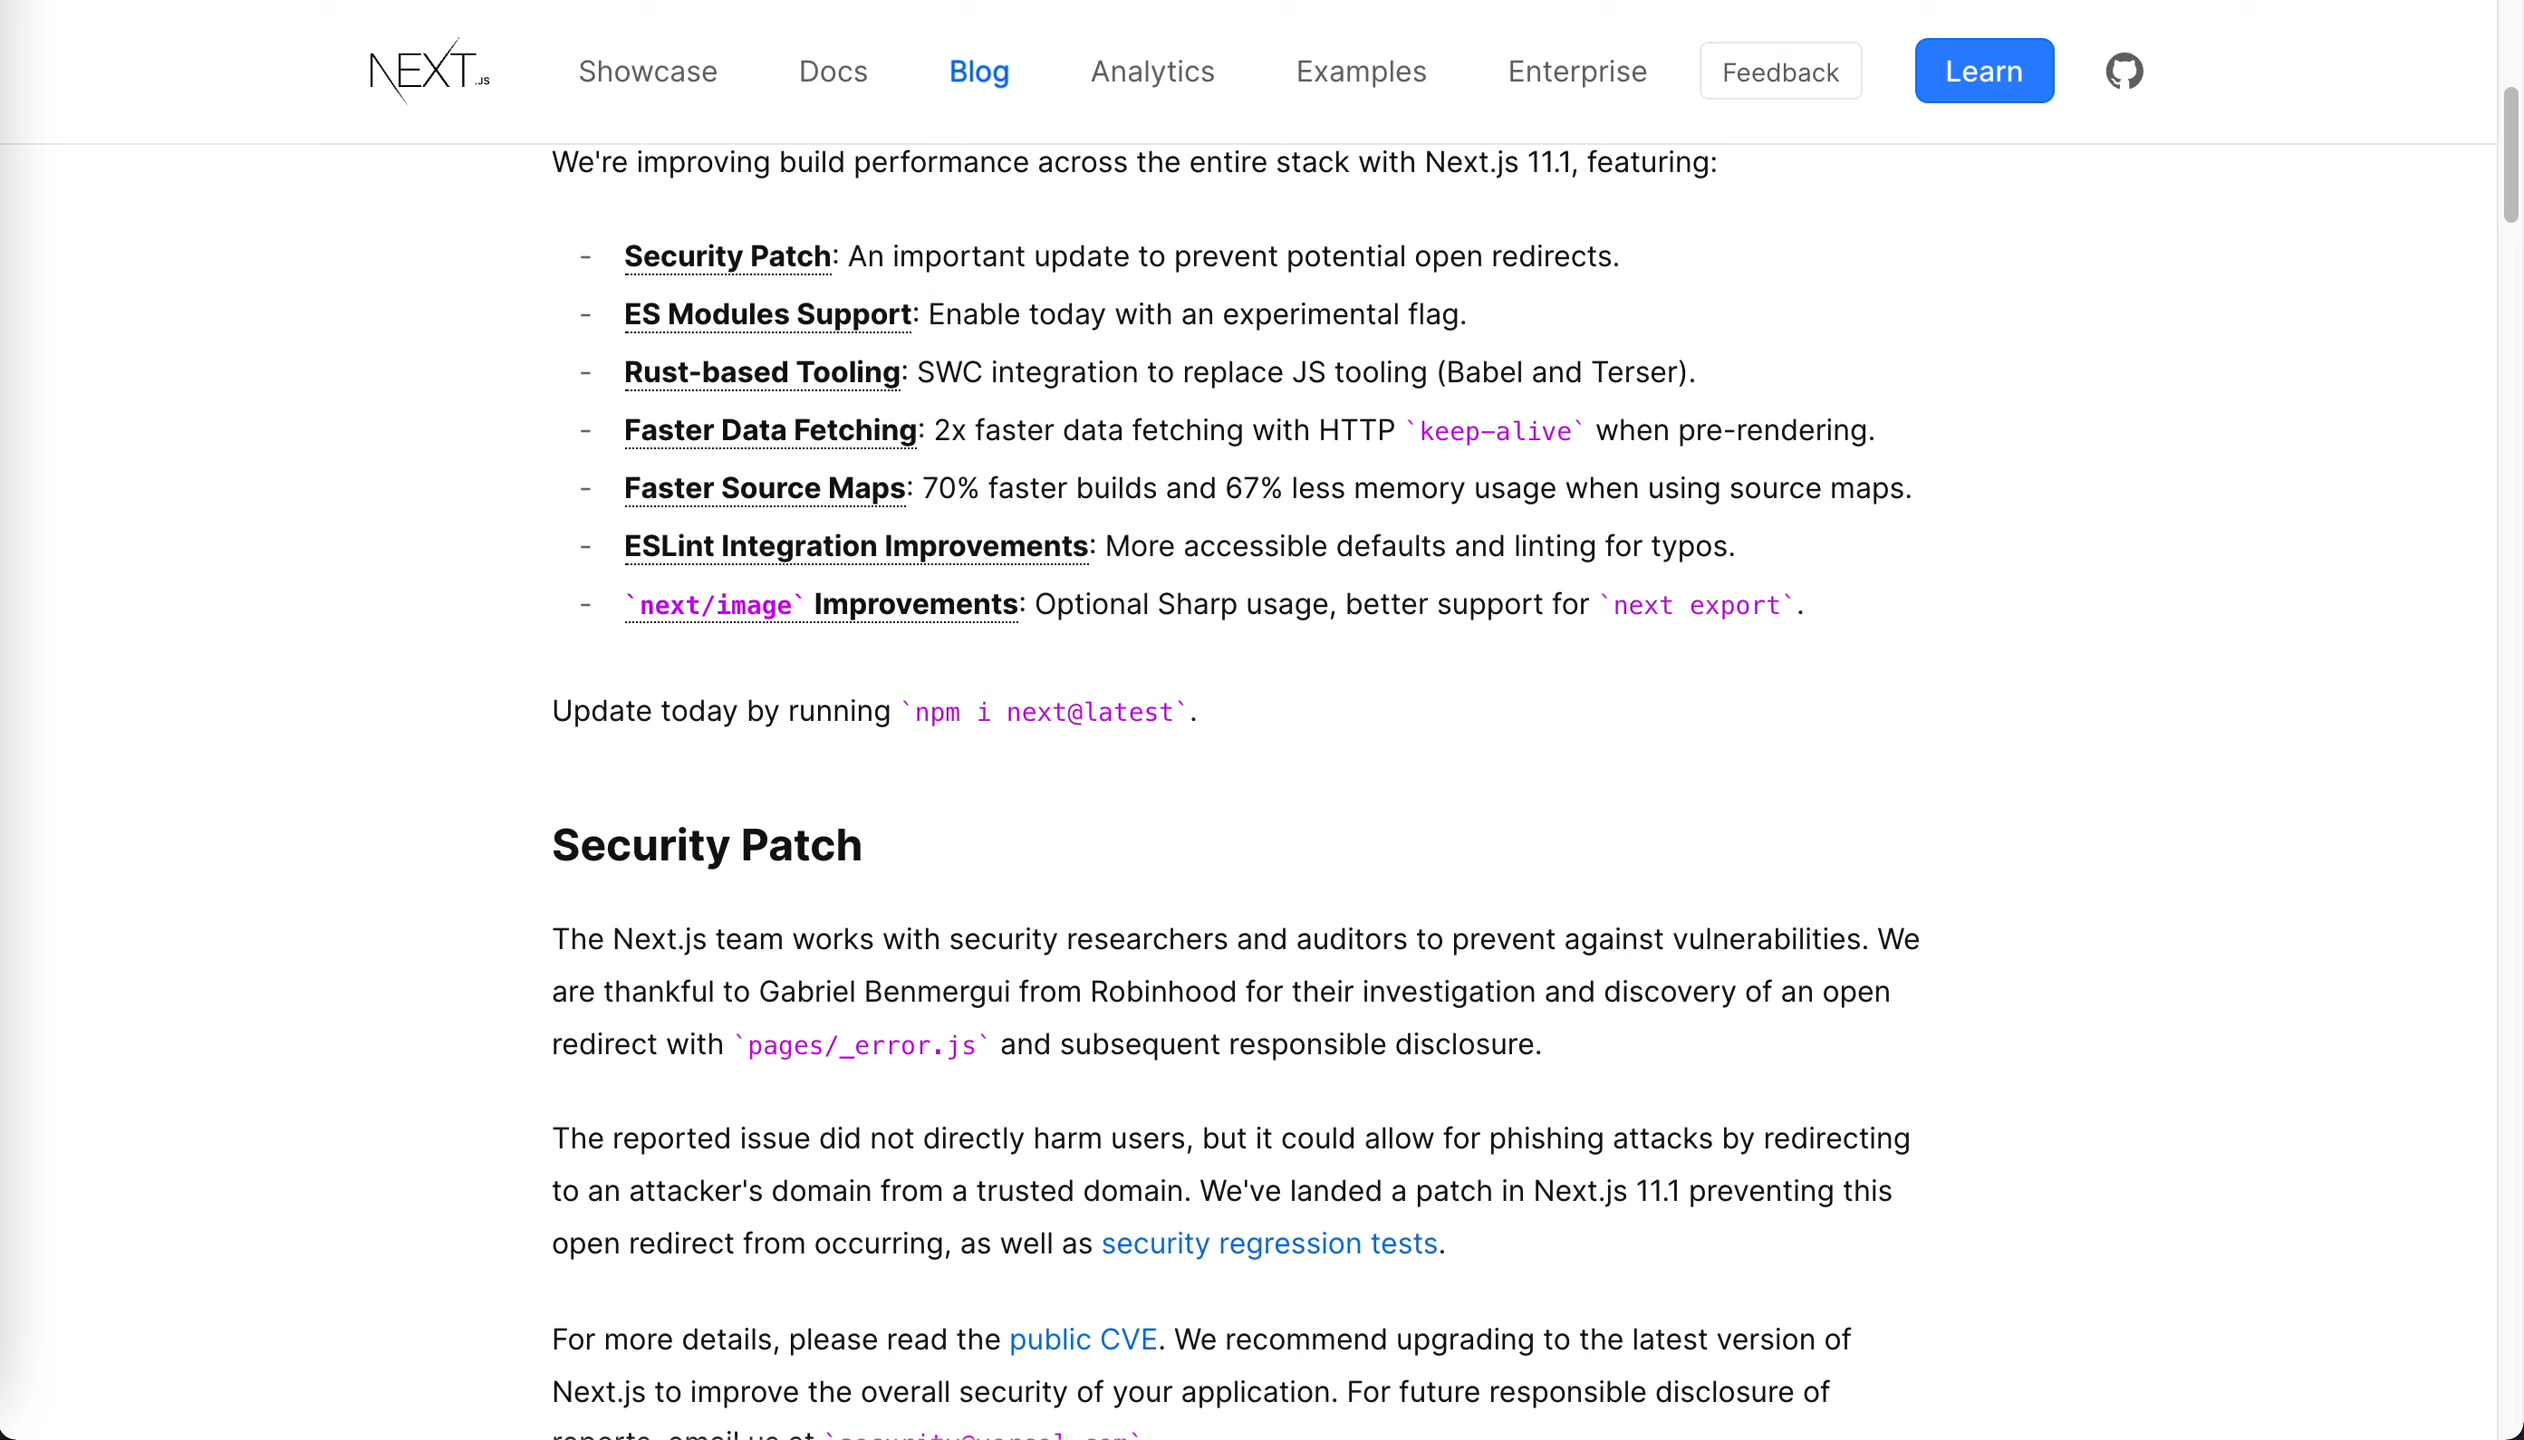 NEXT.JS Showcase Docs Blog Analytics Examples Enterprise Feedback Learn
We're improving build performance across the entire stack with Next.js 11.1, featuring:
- Security Patch: An important update to prevent potential open redirects.
- ES Modules Support: Enable today with an experimental flag.
- Rust-based Tooling: SWC integration to replace JS tooling (Babel and Terser).
- Faster Data Fetching: 2x faster data fetching with HTTP `keep-alive` when pre-rendering.
- Faster Source Maps: 70% faster builds and 67% less memory usage when using source maps.
- ESLint Integration Improvements: More accessible defaults and linting for typos.
- `next/image` Improvements: Optional Sharp usage, better support for `next export`.
Update today by running `npm i next@latest`.
Security Patch
The Next.js team works with security researchers and auditors to prevent against vulnerabilities. We
are thankful to Gabriel Benmergui from Robinhood for their investigation and discovery of an open
redirect with `pages/_error.js` and subsequent responsible disclosure.
The reported issue did not directly harm users, but it could allow for phishing attacks by redirecting
to an attacker's domain from a trusted domain. We've landed a patch in Next.js 11.1 preventing this
open redirect from occurring, as well as security regression tests.
For more details, please read the public CVE. We recommend upgrading to the latest version of
Next.js to improve the overall security of your application. For future responsible disclosure of
reports, email us at `security@vercel.com`